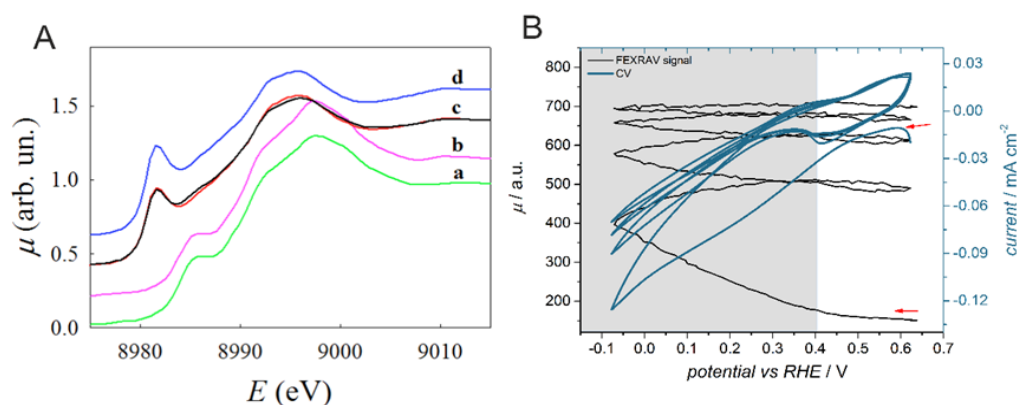 A
μ (arb. un.)
1.5
1.0
0.5
0.0
d
c
b
a
8980 8990 9000 9010
E (eV)
B
FEXRAV signal
CV
μ / a.u.
800
700
600
500
400
300
200
0.03
0.00
-0.03
-0.06
-0.09
-0.12
current / mA cm⁻²
-0.1 0.0 0.1 0.2 0.3 0.4 0.5 0.6 0.7
potential vs RHE / V